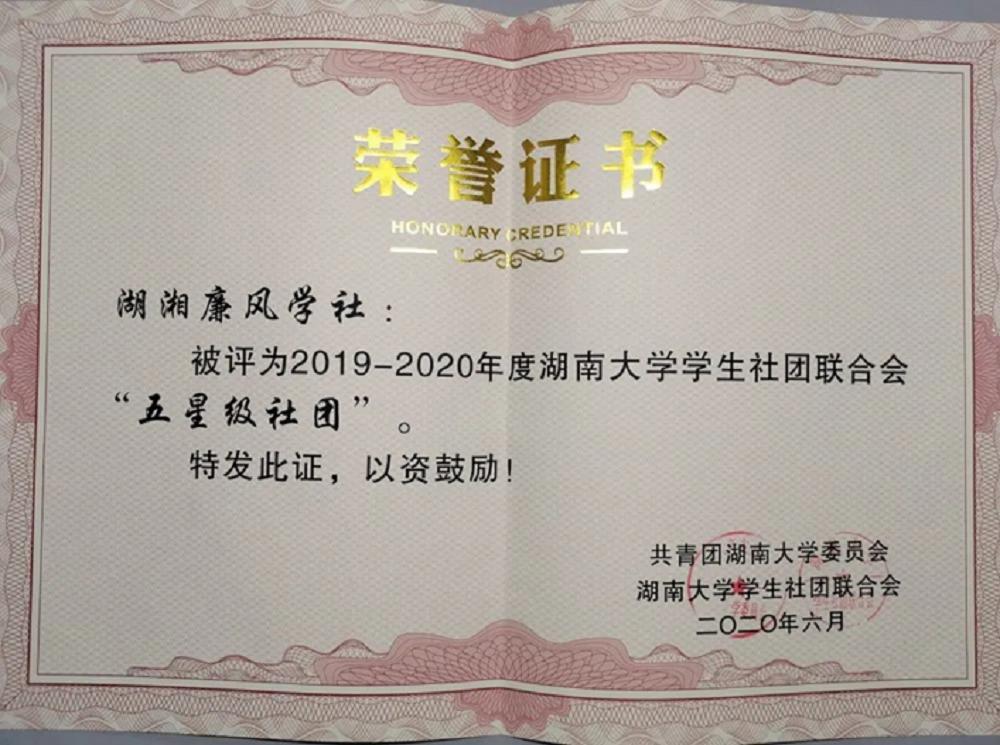 荣誉证书
HONORARY CREDENTIAL
湖湘廉风学社：
被评为2019-2020年度湖南大学学生社团联合会
“五星级社团”。
特发此证，以资鼓励！
共青团湖南大学委员会
湖南大学学生社团联合会
二〇二〇年六月